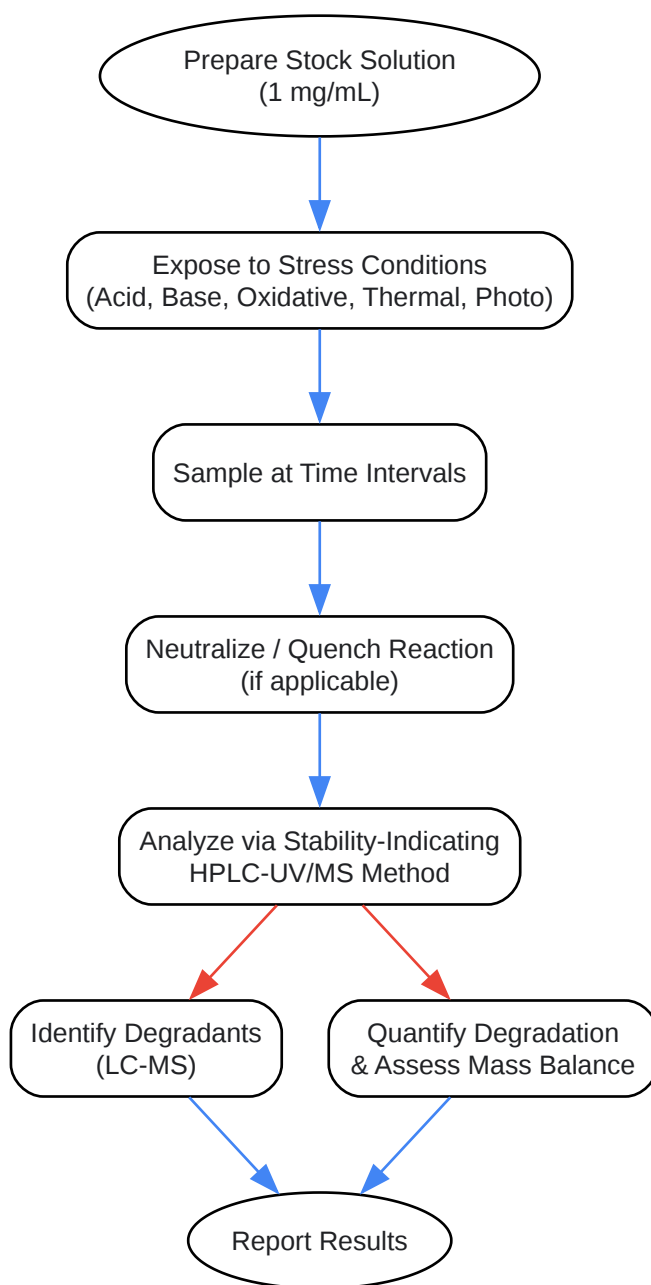 Prepare Stock Solution
(1 mg/mL)
Expose to Stress Conditions
(Acid, Base, Oxidative, Thermal, Photo)
Sample at Time Intervals
Neutralize / Quench Reaction
(if applicable)
Analyze via Stability-Indicating
HPLC-UV/MS Method
Identify Degradants
(LC-MS)
Quantify Degradation
& Assess Mass Balance
Report Results